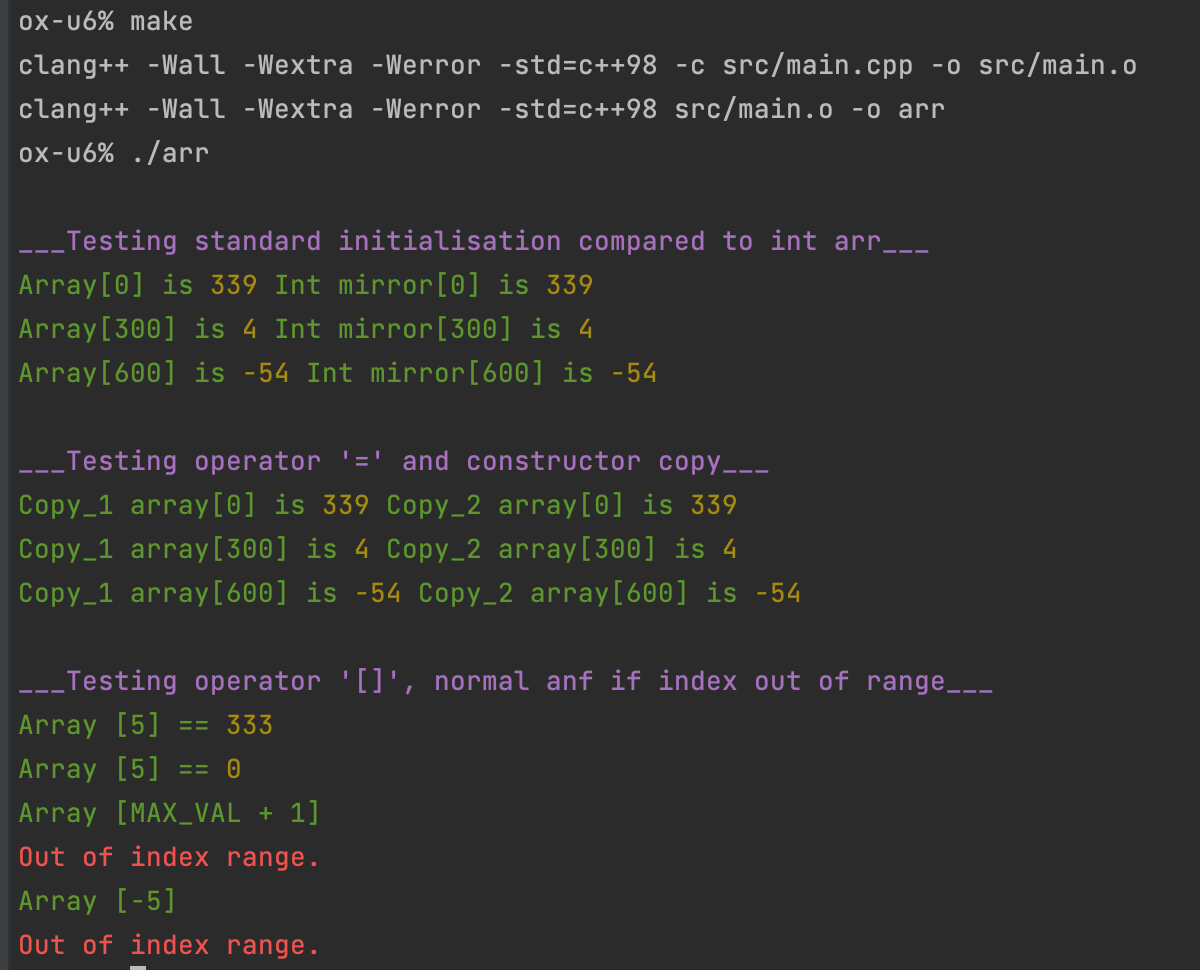 ox-u6% make
clang++ -Wall -Wextra -Werror -std=c++98 -c src/main.cpp -o src/main.o
clang++ -Wall -Wextra -Werror -std=c++98 src/main.o -o arr
ox-u6% ./arr
___Testing standard initialisation compared to int arr___
Array[0] is 339 Int mirror[0] is 339
Array[300] is 4 Int mirror[300] is 4
Array[600] is -54 Int mirror[600] is -54
___Testing operator '=' and constructor copy___
Copy_1 array[0] is 339 Copy_2 array[0] is 339
Copy_1 array[300] is 4 Copy_2 array[300] is 4
Copy_1 array[600] is -54 Copy_2 array[600] is -54
___Testing operator '[]', normal anf if index out of range___
Array [5] == 333
Array [5] == 0
Array [MAX_VAL + 1]
Out of index range.
Array [-5]
Out of index range.